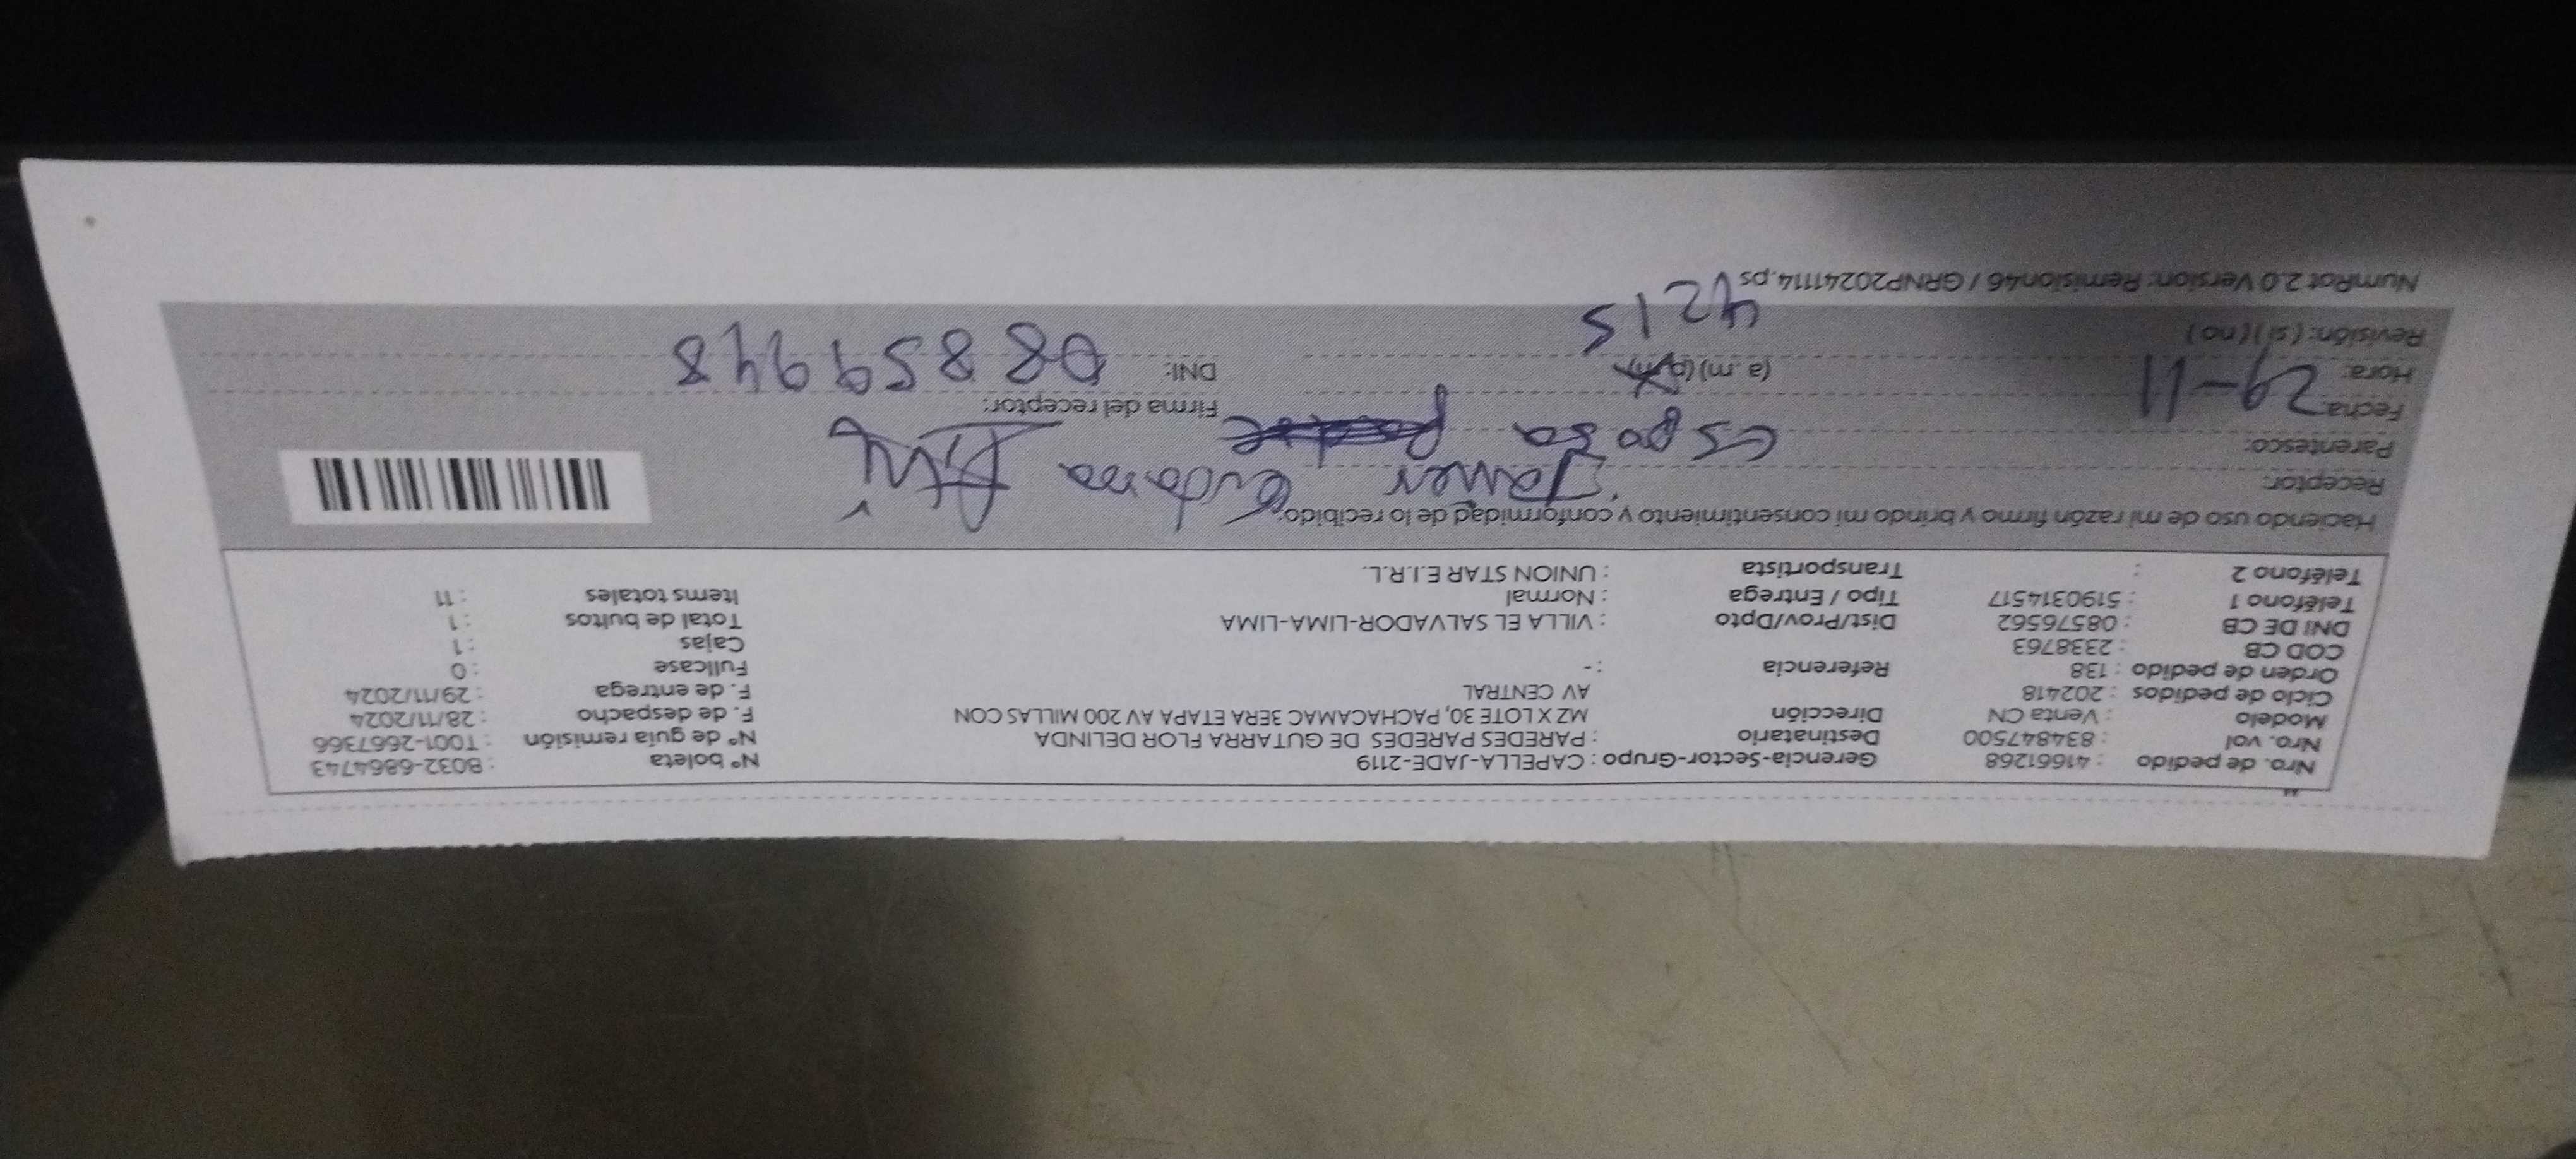 Nro. de pedido : 41661268 Gerencia-Sector-Grupo : CAPELLA-JADE-2119 N° boleta : B032-6864743
Nro. vol : 834847500 Destinatario : PAREDES PAREDES DE GUTARRA FLOR DELINDA N° de guía remisión : T001-2667366
Modelo : Venta CN Dirección MZ X LOTE 30, PACHACAMAC 3ERA ETAPA AV 200 MILLAS CON F. de despacho : 28/11/2024
Ciclo de pedidos : 202418 AV CENTRAL F. de entrega : 29/11/2024
Orden de pedido : 138 Referencia : - Fullcase : 0
COD CB : 2338763 Cajas : 1
DNI DE CB : 08576562 Dist/Prov/Dpto : VILLA EL SALVADOR-LIMA-LIMA Total de bultos : 1
Teléfono 1 : 5190314517 Tipo / Entrega : Normal Items totales : 11
Teléfono 2 : Transportista : UNION STAR E.I.R.L.
Haciendo uso de mi razón firmo y brindo mi consentimiento y conformidad de lo recibido:
Receptor:
Parentesco: esposa
Fecha: 29-11 Firma del receptor:
Hora: (a.m) (p.m) DNI: 08859948
Revisión: (si) (no) 4215
NumRot 2.0 Version: Remision46 / GRNP20241114.ps